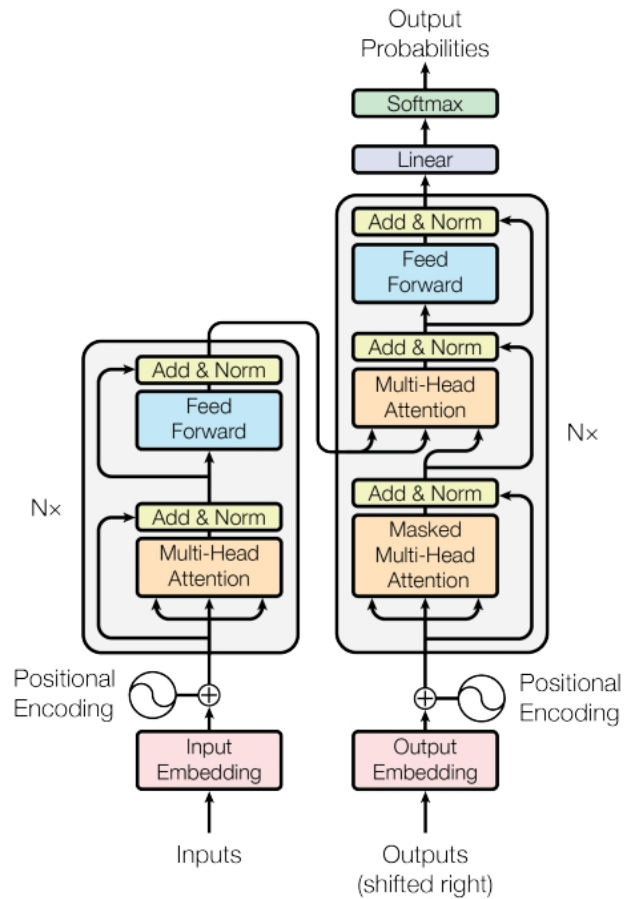 Output
Probabilities
Softmax
Linear
Add & Norm
Feed
Forward
Add & Norm
Multi-Head
Attention
Add & Norm
Masked
Multi-Head
Attention
Nx
Add & Norm
Feed
Forward
Add & Norm
Multi-Head
Attention
Nx
Positional
Encoding
Positional
Encoding
Input
Embedding
Output
Embedding
Inputs
Outputs
(shifted right)